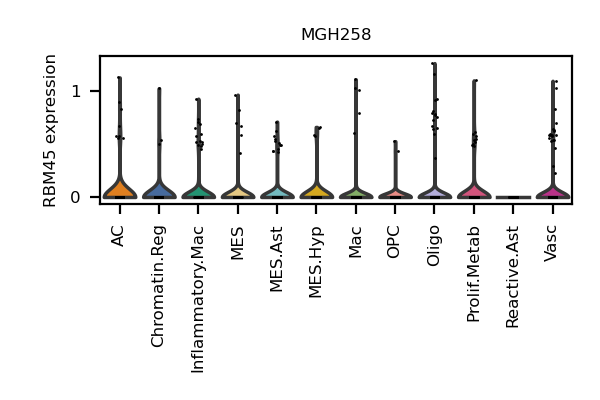 MGH258
RBM45 expression
1
0
AC
Chromatin.Reg
Inflammatory.Mac
MES
MES.Ast
MES.Hyp
Mac
OPC
Oligo
Prolif.Metab
Reactive.Ast
Vasc